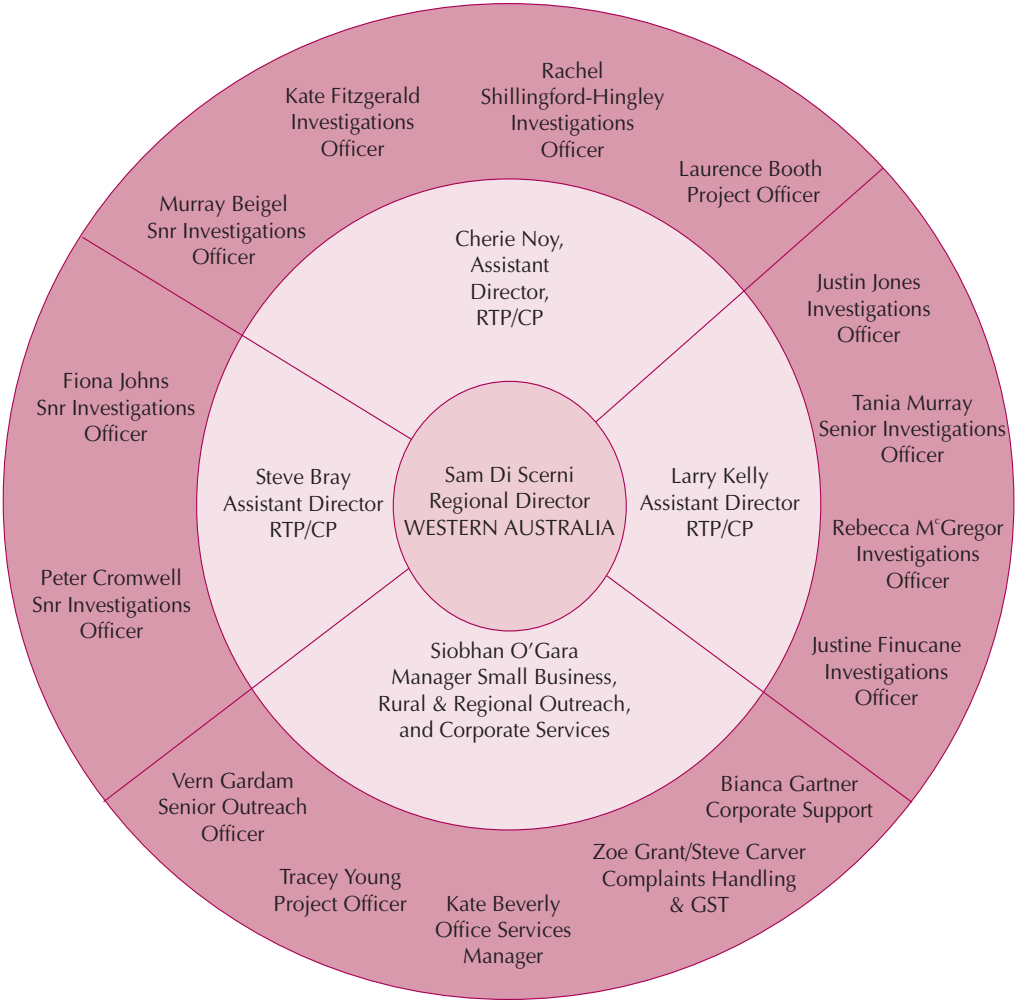 Rachel
Shillingford-Hingley
Investigations
Officer
Kate Fitzgerald
Investigations
Officer
Laurence Booth
Project Officer
Murray Beigel
Snr Investigations
Officer
Cherie Noy,
Assistant
Director,
RTP/CP
Justin Jones
Investigations
Officer
Fiona Johns
Snr Investigations
Officer
Tania Murray
Senior Investigations
Officer
Steve Bray
Assistant Director
RTP/CP
Sam Di Scerni
Regional Director
WESTERN AUSTRALIA
Larry Kelly
Assistant Director
RTP/CP
Rebecca McGregor
Investigations
Officer
Peter Cromwell
Snr Investigations
Officer
Siobhan O’Gara
Manager Small Business,
Rural & Regional Outreach,
and Corporate Services
Justine Finucane
Investigations
Officer
Vern Gardam
Senior Outreach
Officer
Bianca Gartner
Corporate Support
Tracey Young
Project Officer
Kate Beverly
Office Services
Manager
Zoe Grant/Steve Carver
Complaints Handling
& GST